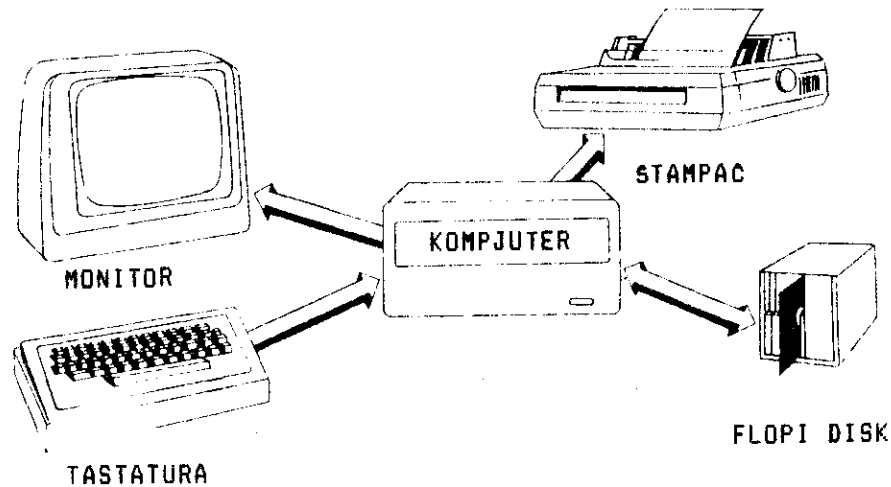 STAMPAC
KOMPJUTER
MONITOR
FLOPI DISK
TASTATURA